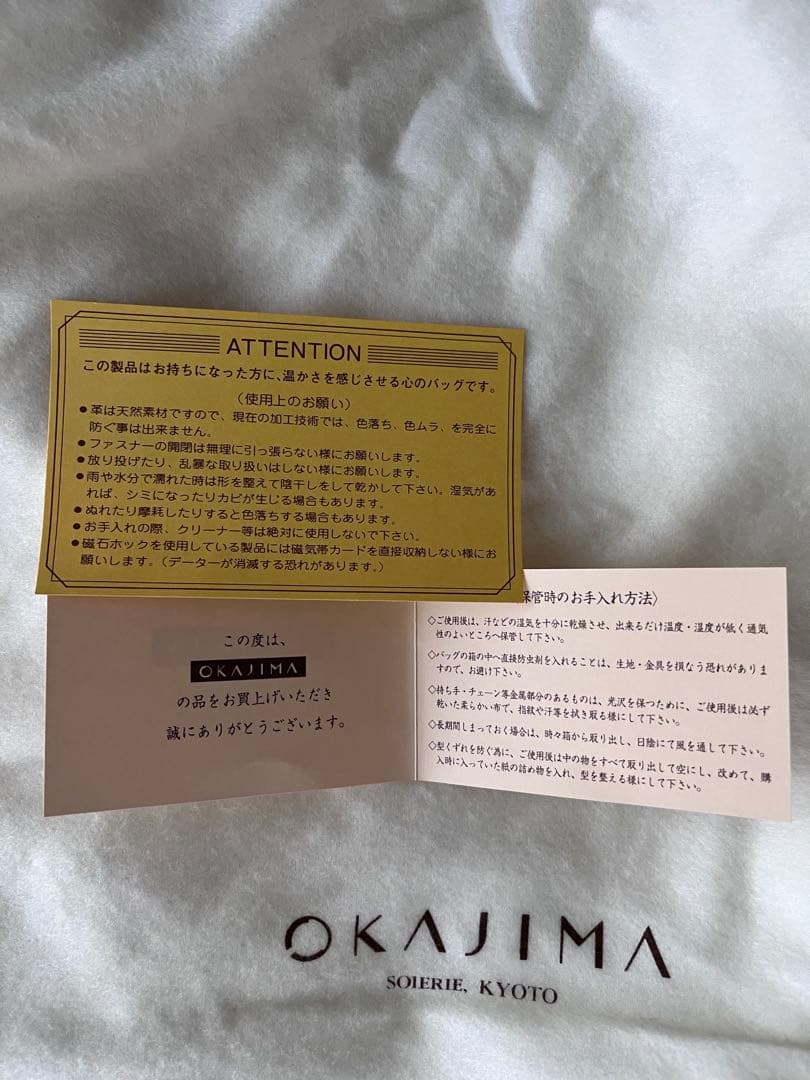 ATTENTION
この製品はお持ちになった方に、温かさを感じさせる心のバッグです。
(使用上のお願い)
●革は天然素材ですので、現在の加工技術では、色落ち、色ムラ、を完全に
防ぐ事は出来ません。
●ファスナーの開閉は無理に引っ張らない様にお願いします。
●放り投げたり、乱暴な取り扱いはしない様にお願いします。
●雨や水分で濡れた時は形を整えて陰干しをして乾かして下さい。湿気があ
れば、シミになったりカビが生じる場合もあります。
●ぬれたり摩耗したりすると色落ちする場合もあります。
●お手入れの際、クリーナー等は絶対に使用しないで下さい。
●磁石ホックを使用している製品には磁気帯カードを直接収納しない様にお
願いします。(データーが消滅する恐れがあります。)
この度は、
OKAJIMA
の品をお買上げいただき
誠にありがとうございます。
保管時のお手入れ方法〉
◇ご使用後は、汗などの湿気を十分に乾燥させ、出来るだけ温度・湿度が低く通気
性のよいところへ保管して下さい。
◇バッグの箱の中へ直接防虫剤を入れることは、生地・金具を損なう恐れがありま
すので、お避け下さい。
◇持ち手・チェーン等金属部分のあるものは、光沢を保つために、ご使用後は必ず
乾いた柔らかい布で、指紋や汗等を拭き取る様にして下さい。
◇長期間しまっておく場合は、時々箱から取り出し、日陰にて風を通して下さい。
◇型くずれを防ぐ為に、ご使用後は中の物をすべて取り出して空にし、改めて、購
入時に入っていた紙の詰め物を入れ、型を整える様にして下さい。
OKAJIMA
SOIERIE, KYOTO